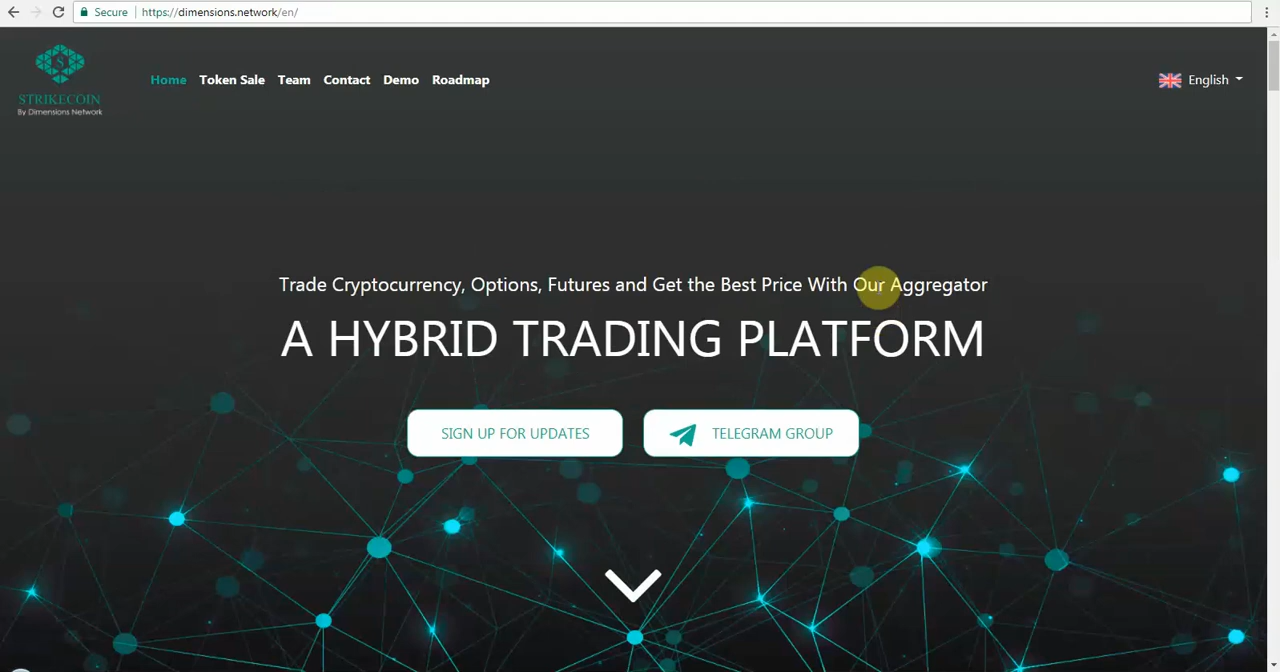 Secure https://dimensions.network/en/
STRIKECOIN
By Dimensions Network
Home Token Sale Team Contact Demo Roadmap
English
Trade Cryptocurrency, Options, Futures and Get the Best Price With Our Aggregator
A HYBRID TRADING PLATFORM
SIGN UP FOR UPDATES
TELEGRAM GROUP